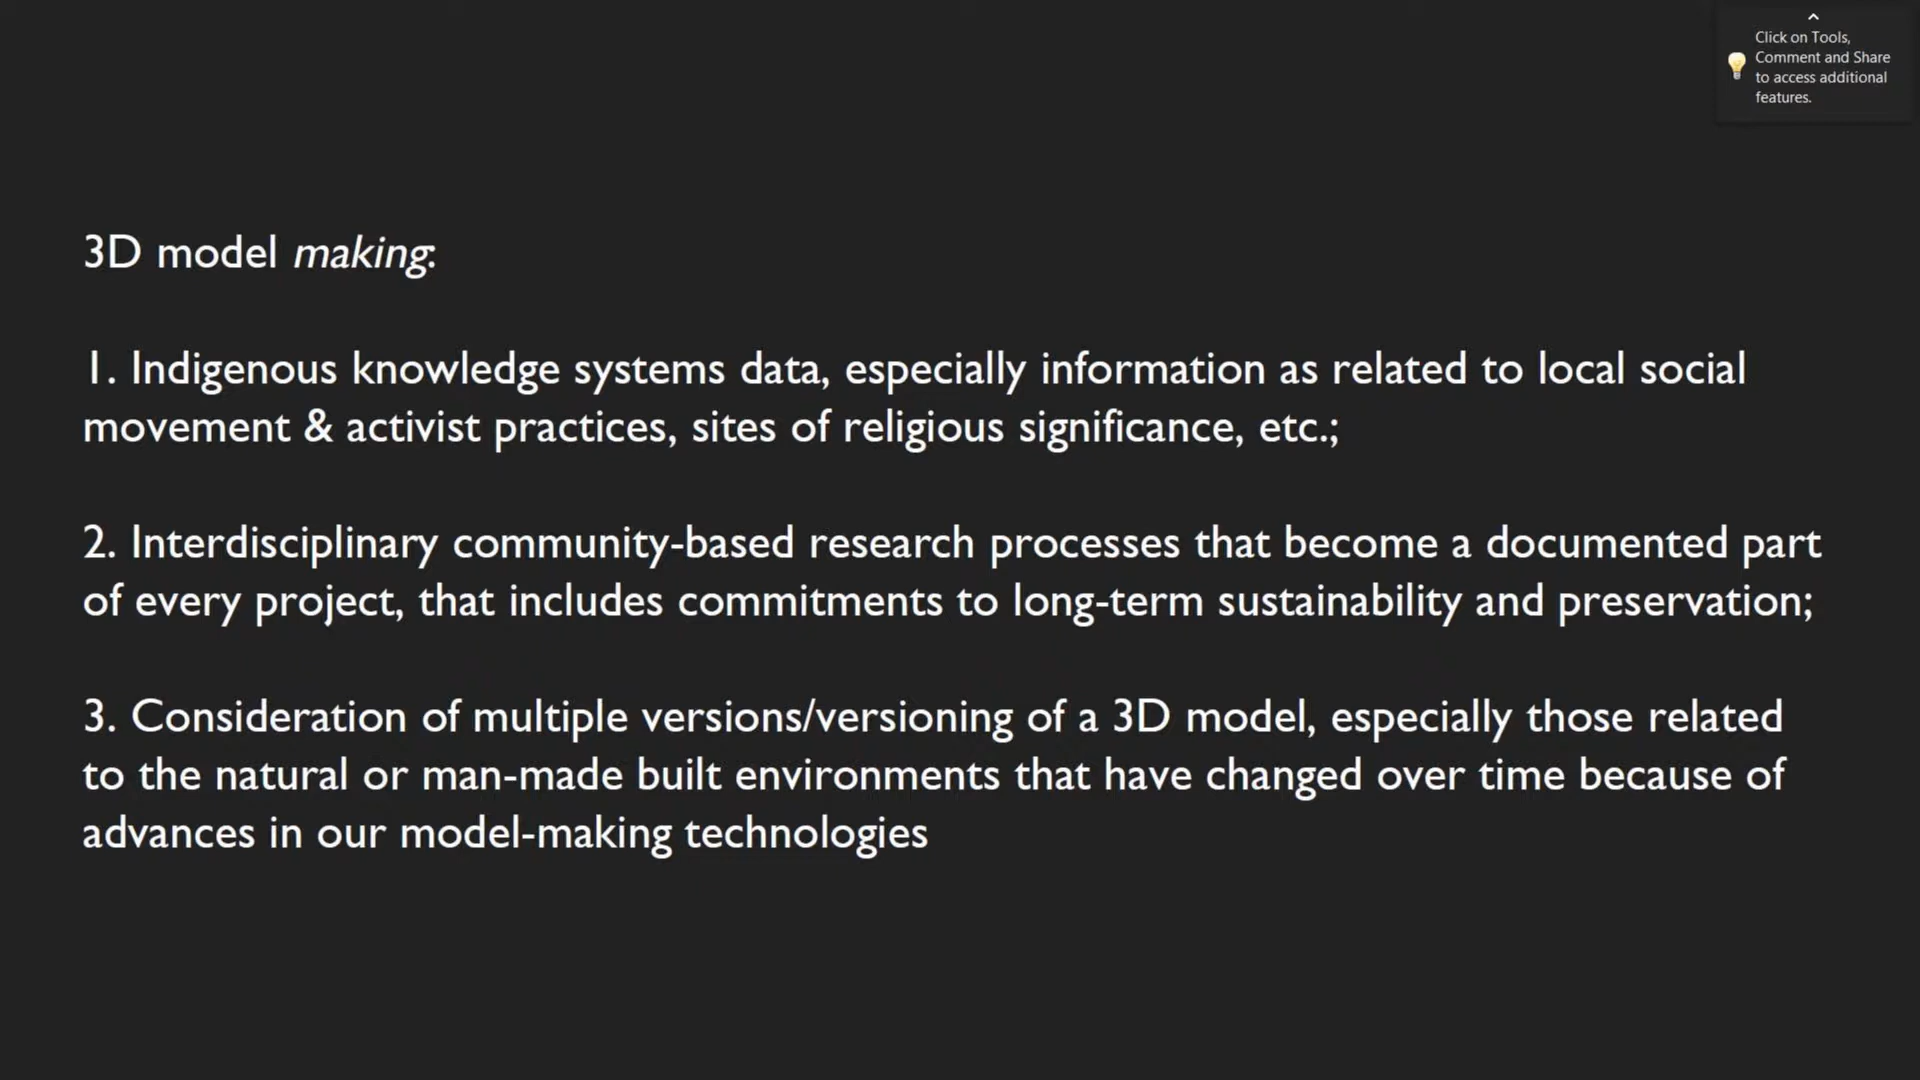 Click on Tools,
Comment and Share
to access additional
features.
3D model making:
1. Indigenous knowledge systems data, especially information as related to local social
movement & activist practices, sites of religious significance, etc.;
2. Interdisciplinary community-based research processes that become a documented part
of every project, that includes commitments to long-term sustainability and preservation;
3. Consideration of multiple versions/versioning of a 3D model, especially those related
to the natural or man-made built environments that have changed over time because of
advances in our model-making technologies